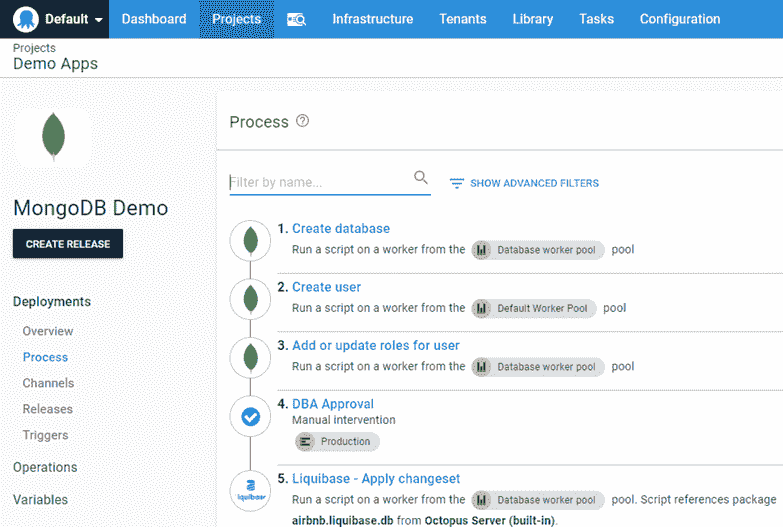 Default Dashboard Projects Infrastructure Tenants Library Tasks Configuration
Projects
Demo Apps
MongoDB Demo
CREATE RELEASE
Deployments
Overview
Process
Channels
Releases
Triggers
Operations
Variables
Process ?
Filter by name... SHOW ADVANCED FILTERS
1. Create database
Run a script on a worker from the Database worker pool pool
2. Create user
Run a script on a worker from the Default Worker Pool pool
3. Add or update roles for user
Run a script on a worker from the Database worker pool pool
4. DBA Approval
Manual intervention
Production
liquibase
5. Liquibase - Apply changeset
Run a script on a worker from the Database worker pool pool. Script references package
airbnb.liquibase.db from Octopus Server (built-in).